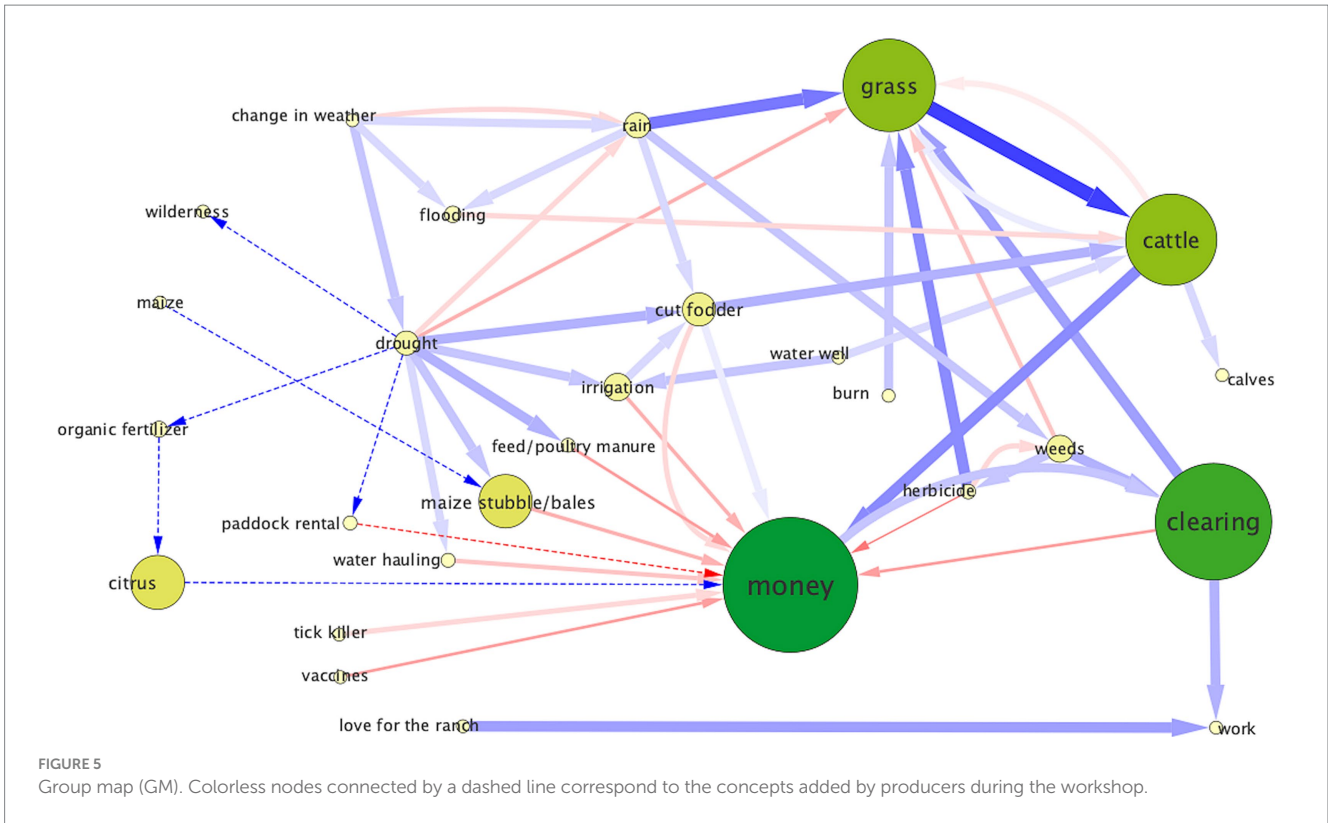 grass
change in weather
rain
wilderness
flooding
cattle
maize
cut fodder
drought
water well
calves
irrigation
burn
organic fertilizer
feed/poultry manure
weeds
herbicide
maize stubble/bales
paddock rental
clearing
water hauling
citrus
money
tick killer
vaccines
love for the ranch
work
FIGURE 5
Group map (GM). Colorless nodes connected by a dashed line correspond to the concepts added by producers during the workshop.